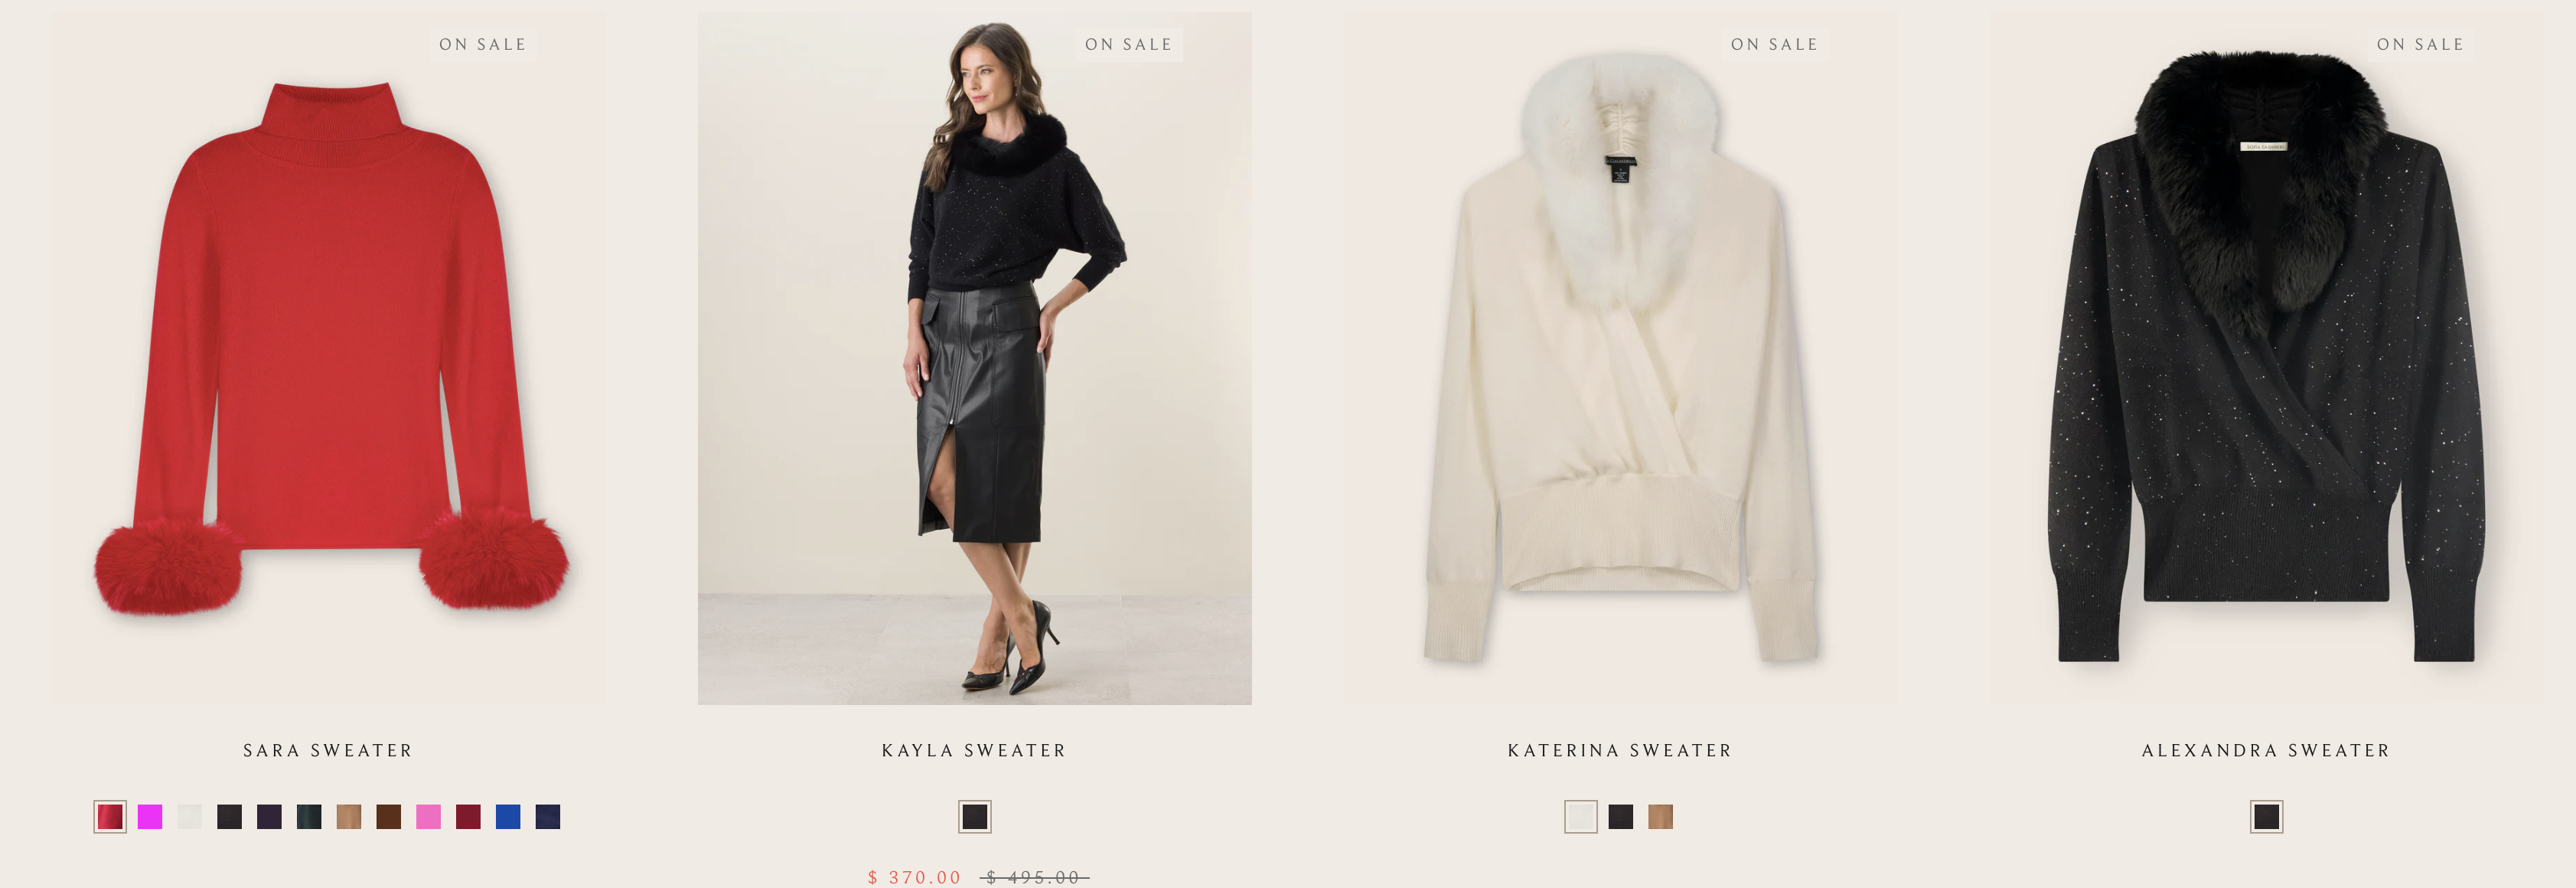 ON SALE
ON SALE
ON SALE
ON SALE
SARA SWEATER
KAYLA SWEATER
KATERINA SWEATER
ALEXANDRA SWEATER
$ 370.00 $ 495.00